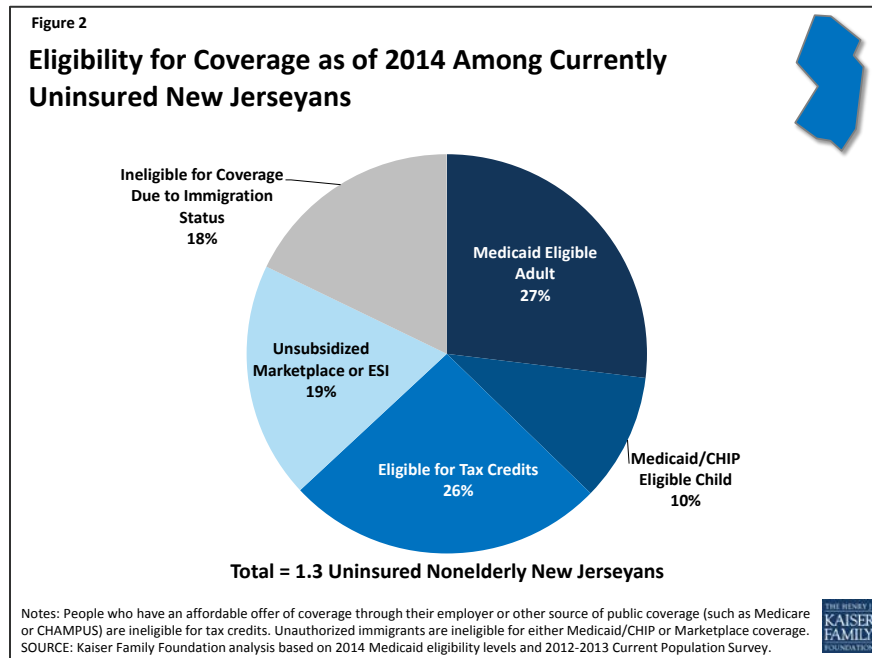 Figure 2
Eligibility for Coverage as of 2014 Among Currently
Uninsured New Jerseyans
Ineligible for Coverage
Due to Immigration
Status
18%
Medicaid Eligible
Adult
27%
Unsubsidized
Marketplace or ESI
19%
Medicaid/CHIP
Eligible Child
10%
Eligible for Tax Credits
26%
Total = 1.3 Uninsured Nonelderly New Jerseyans
Notes: People who have an affordable offer of coverage through their employer or other source of public coverage (such as Medicare
or CHAMPUS) are ineligible for tax credits. Unauthorized immigrants are ineligible for either Medicaid/CHIP or Marketplace coverage.
SOURCE: Kaiser Family Foundation analysis based on 2014 Medicaid eligibility levels and 2012-2013 Current Population Survey.
THE HENRY J.
KAISER
FAMILY
FOUNDATION